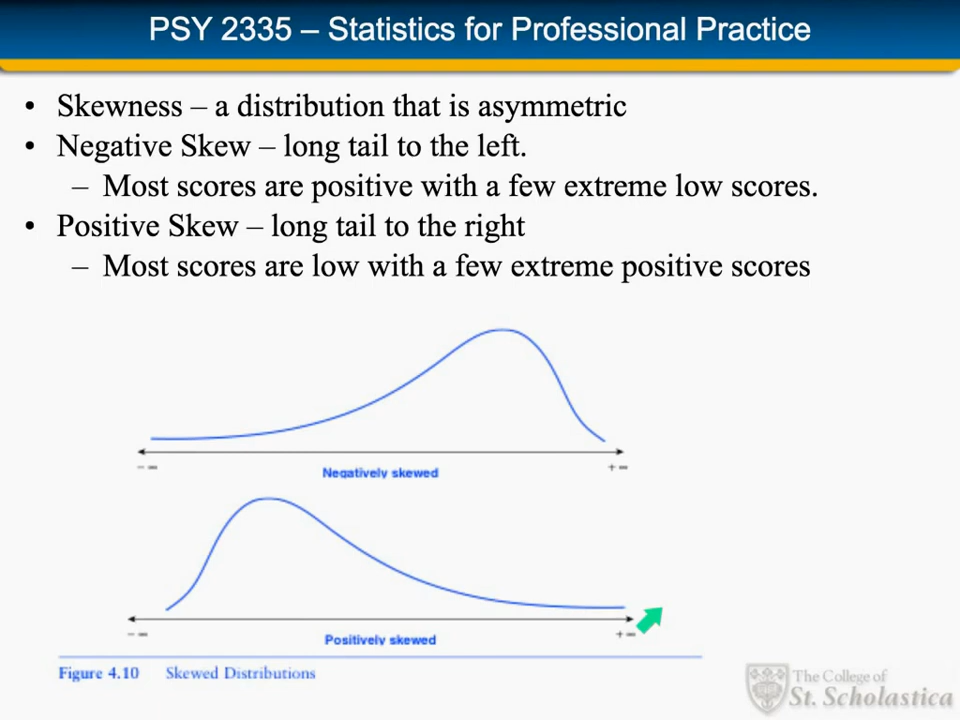 PSY 2335 – Statistics for Professional Practice
• Skewness – a distribution that is asymmetric
• Negative Skew – long tail to the left.
– Most scores are positive with a few extreme low scores.
• Positive Skew – long tail to the right
– Most scores are low with a few extreme positive scores
− ∞ + ∞
Negatively skewed
− ∞ + ∞
Positively skewed
Figure 4.10 Skewed Distributions
The College of
St. Scholastica